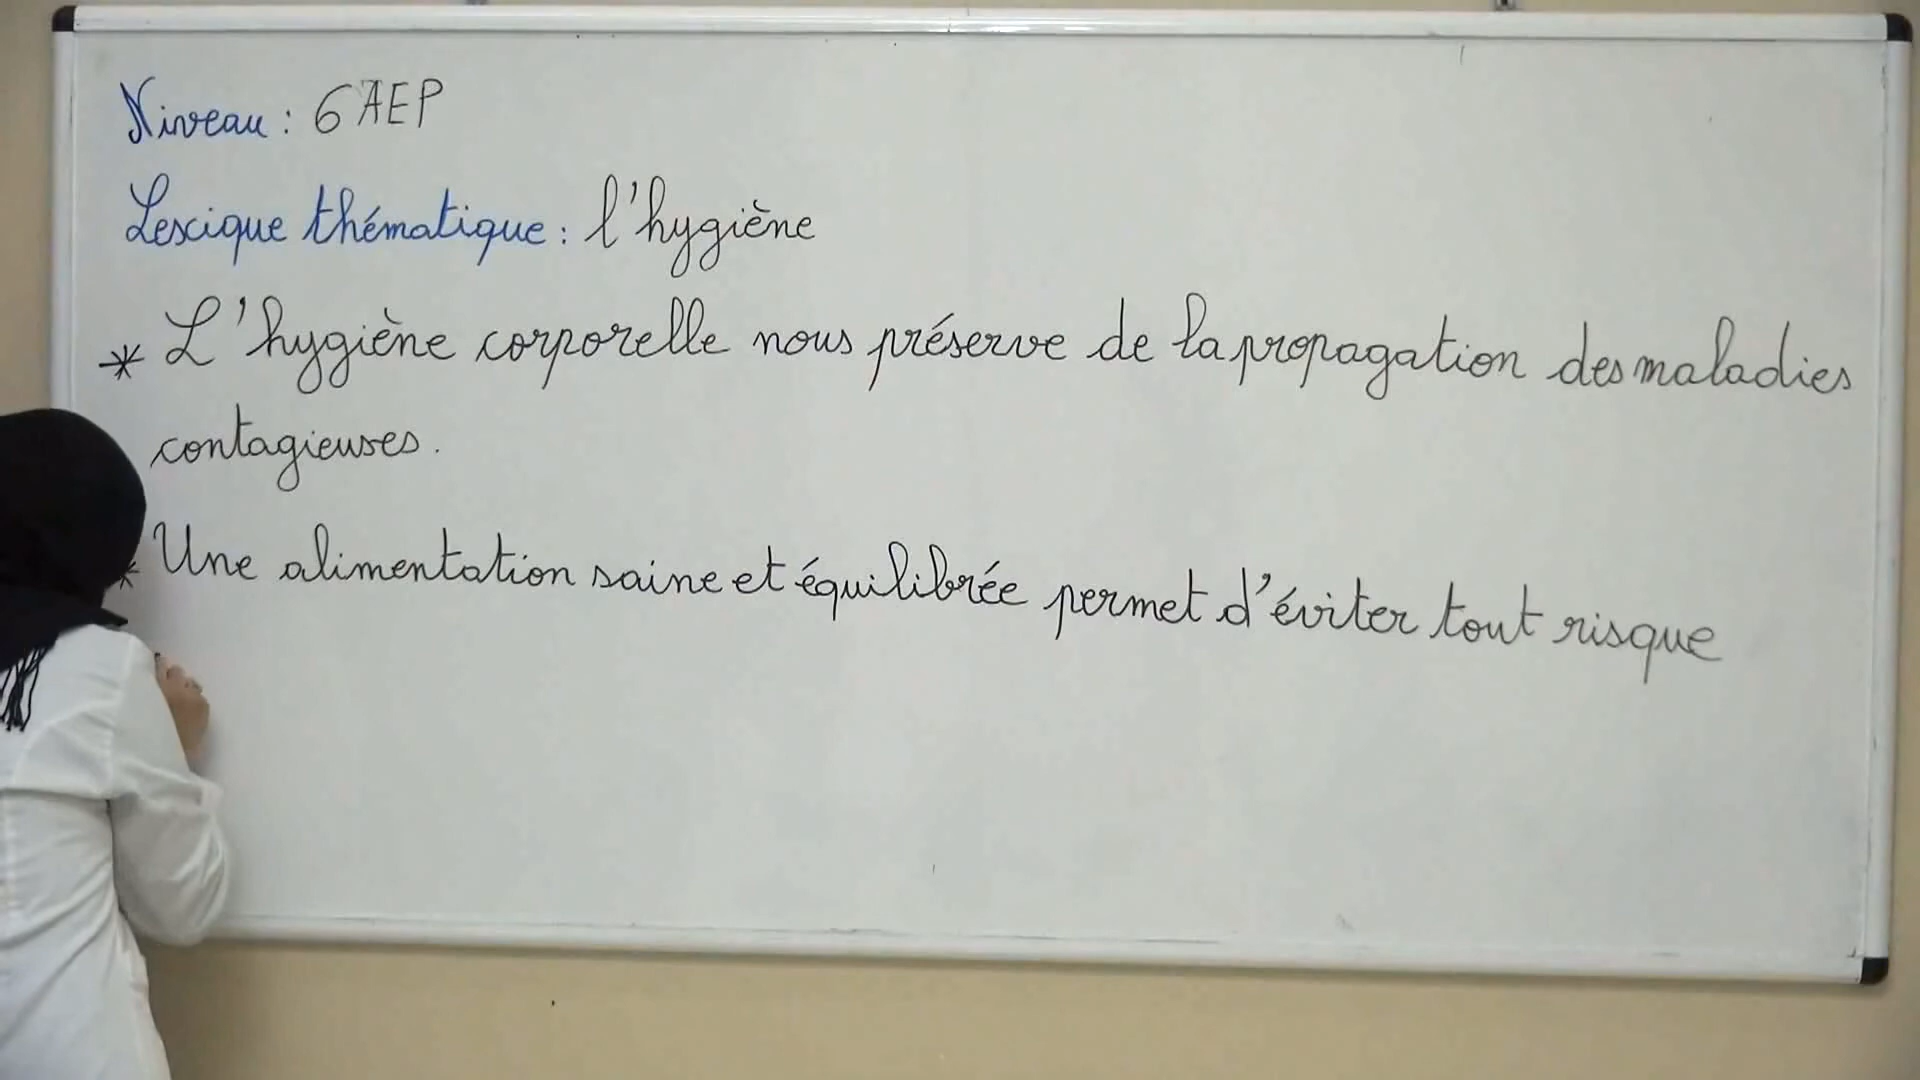 Niveau : 6AEP
Lexique thématique : l'hygiène
* L'hygiène corporelle nous préserve de la propagation des maladies
contagieuses.
* Une alimentation saine et équilibrée permet d'éviter tout risque